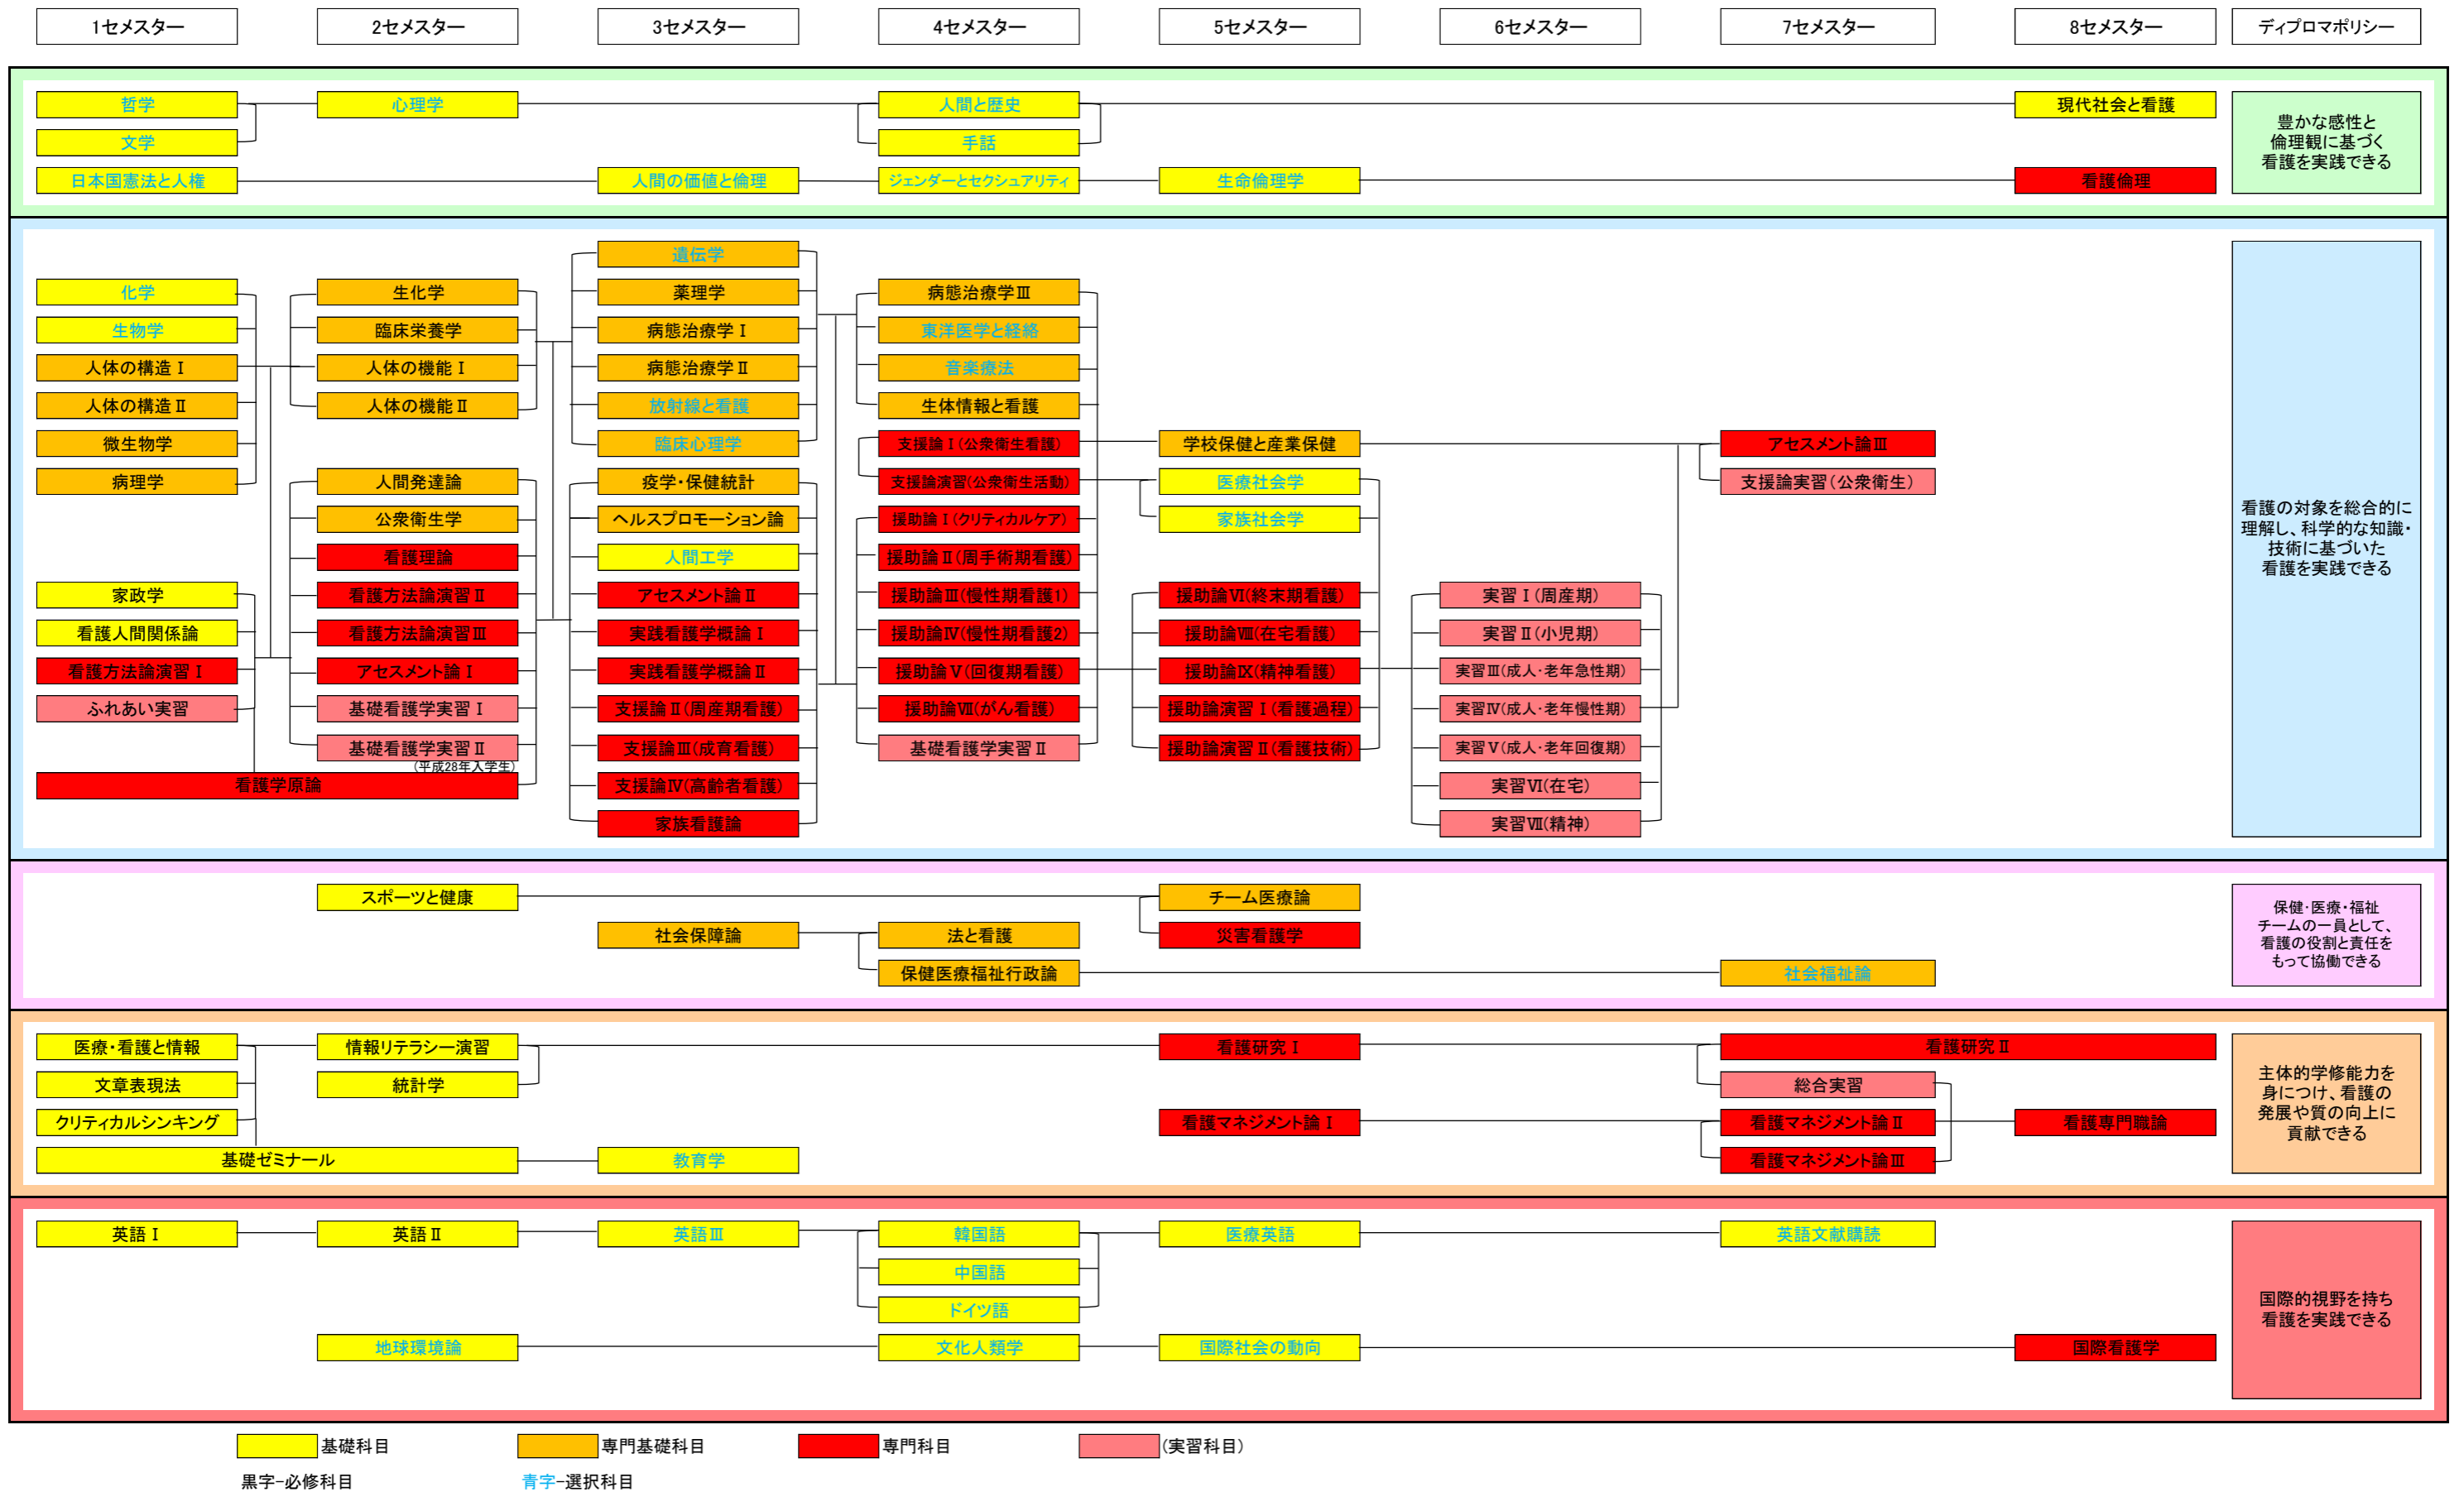 1セメスター
2セメスター
3セメスター
4セメスター
5セメスター
6セメスター
7セメスター
8セメスター
ディプロマポリシー
哲学
心理学
人間と歴史
現代社会と看護
文学
手話
日本国憲法と人権
人間の価値と倫理
ジェンダーとセクシュアリティ
生命倫理学
看護倫理
豊かな感性と
倫理観に基づく
看護を実践できる
遺伝学
化学
生化学
薬理学
病態治療学Ⅲ
生物学
臨床栄養学
病態治療学Ⅰ
東洋医学と経絡
人体の構造Ⅰ
人体の機能Ⅰ
病態治療学Ⅱ
音楽療法
人体の構造Ⅱ
人体の機能Ⅱ
放射線と看護
生体情報と看護
微生物学
臨床心理学
支援論Ⅰ(公衆衛生看護)
学校保健と産業保健
アセスメント論Ⅲ
病理学
人間発達論
疫学・保健統計
支援論演習(公衆衛生活動)
医療社会学
支援論実習(公衆衛生)
公衆衛生学
ヘルスプロモーション論
援助論Ⅰ(クリティカルケア)
家族社会学
看護理論
人間工学
援助論Ⅱ(周手術期看護)
家政学
看護方法論演習Ⅱ
アセスメント論Ⅱ
援助論Ⅲ(慢性期看護1)
援助論Ⅵ(終末期看護)
実習Ⅰ(周産期)
看護人間関係論
看護方法論演習Ⅲ
実践看護学概論Ⅰ
援助論Ⅳ(慢性期看護2)
援助論Ⅷ(在宅看護)
実習Ⅱ(小児期)
看護方法論演習Ⅰ
アセスメント論Ⅰ
実践看護学概論Ⅱ
援助論Ⅴ(回復期看護)
援助論Ⅸ(精神看護)
実習Ⅲ(成人・老年急性期)
ふれあい実習
基礎看護学実習Ⅰ
支援論Ⅱ(周産期看護)
援助論Ⅶ(がん看護)
援助論演習Ⅰ(看護過程)
実習Ⅳ(成人・老年慢性期)
基礎看護学実習Ⅱ
支援論Ⅲ(成育看護)
基礎看護学実習Ⅱ
援助論演習Ⅱ(看護技術)
実習Ⅴ(成人・老年回復期)
(平成28年入学生)
看護学原論
支援論Ⅳ(高齢者看護)
実習Ⅵ(在宅)
家族看護論
実習Ⅶ(精神)
看護の対象を総合的に
理解し、科学的な知識・
技術に基づいた
看護を実践できる
スポーツと健康
チーム医療論
社会保障論
法と看護
災害看護学
保健医療福祉行政論
社会福祉論
保健・医療・福祉
チームの一員として、
看護の役割と責任を
もって協働できる
医療・看護と情報
情報リテラシー演習
看護研究Ⅰ
看護研究Ⅱ
文章表現法
統計学
総合実習
クリティカルシンキング
看護マネジメント論Ⅰ
看護マネジメント論Ⅱ
看護専門職論
基礎ゼミナール
教育学
看護マネジメント論Ⅲ
主体的学修能力を
身につけ、看護の
発展や質の向上に
貢献できる
英語Ⅰ
英語Ⅱ
英語Ⅲ
韓国語
医療英語
英語文献購読
中国語
ドイツ語
地球環境論
文化人類学
国際社会の動向
国際看護学
国際的視野を持ち
看護を実践できる
基礎科目
専門基礎科目
専門科目
(実習科目)
黒字-必修科目
青字-選択科目